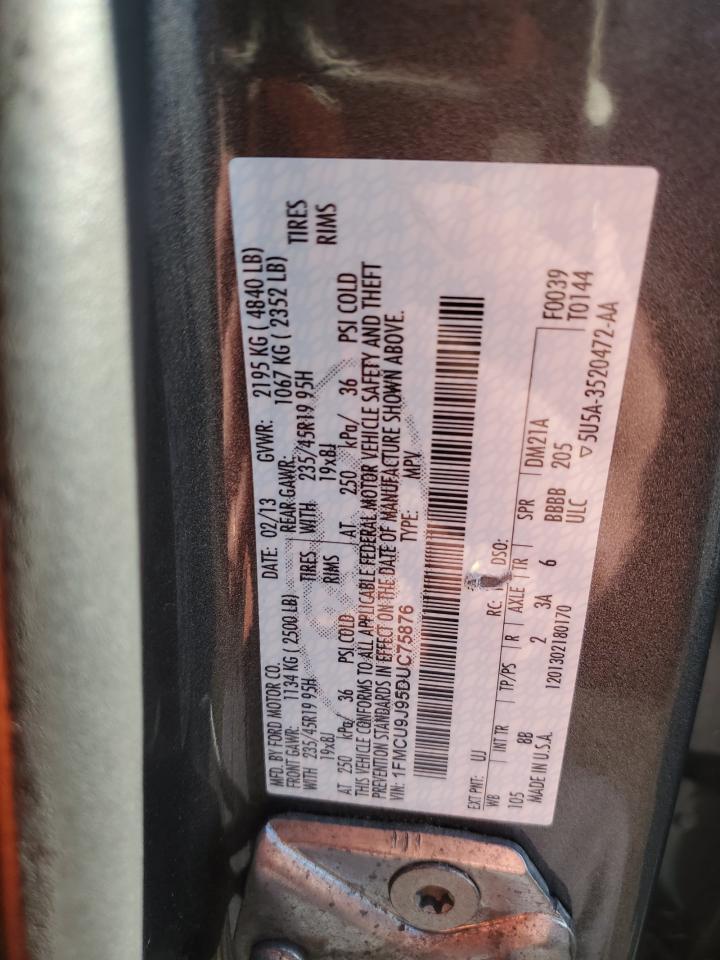 MFD. BY FORD MOTOR CO. DATE: 02/13 GVWR: 2195 KG ( 4840 LB)
FRONT GAWR: 1134 KG ( 2500 LB) REAR GAWR: 1067 KG ( 2352 LB)
WITH 235/45R19 95H TIRES WITH 235/45R19 95H TIRES
19x8J RIMS 19x8J RIMS
AT 250 kPa/ 36 PSI COLD AT 250 kPa/ 36 PSI COLD
THIS VEHICLE CONFORMS TO ALL APPLICABLE FEDERAL MOTOR VEHICLE SAFETY AND THEFT
PREVENTION STANDARDS IN EFFECT ON THE DATE OF MANUFACTURE SHOWN ABOVE.
VIN: 1FMCU9J95DUC75876 TYPE: MPV
EXT PNT: UJ RC: DSO: F0039
WB INT TR TP/PS R AXLE TR SPR DM21A T0144
105 8B 2 3A 6 BBBB 205
MADE IN U.S.A. 1201302180170 ULC ▽5U5A-3520472-AA